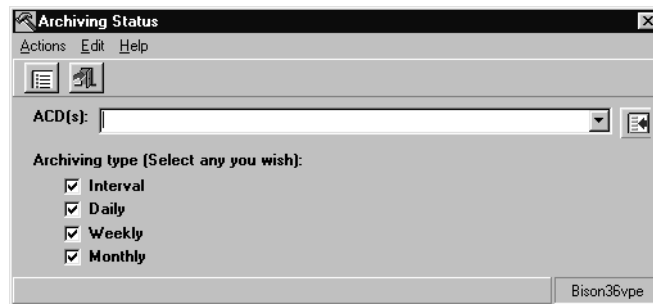 Archiving Status
Actions Edit Help
ACD(s):
Archiving type (Select any you wish):
Interval
Daily
Weekly
Monthly
Bison36vpe